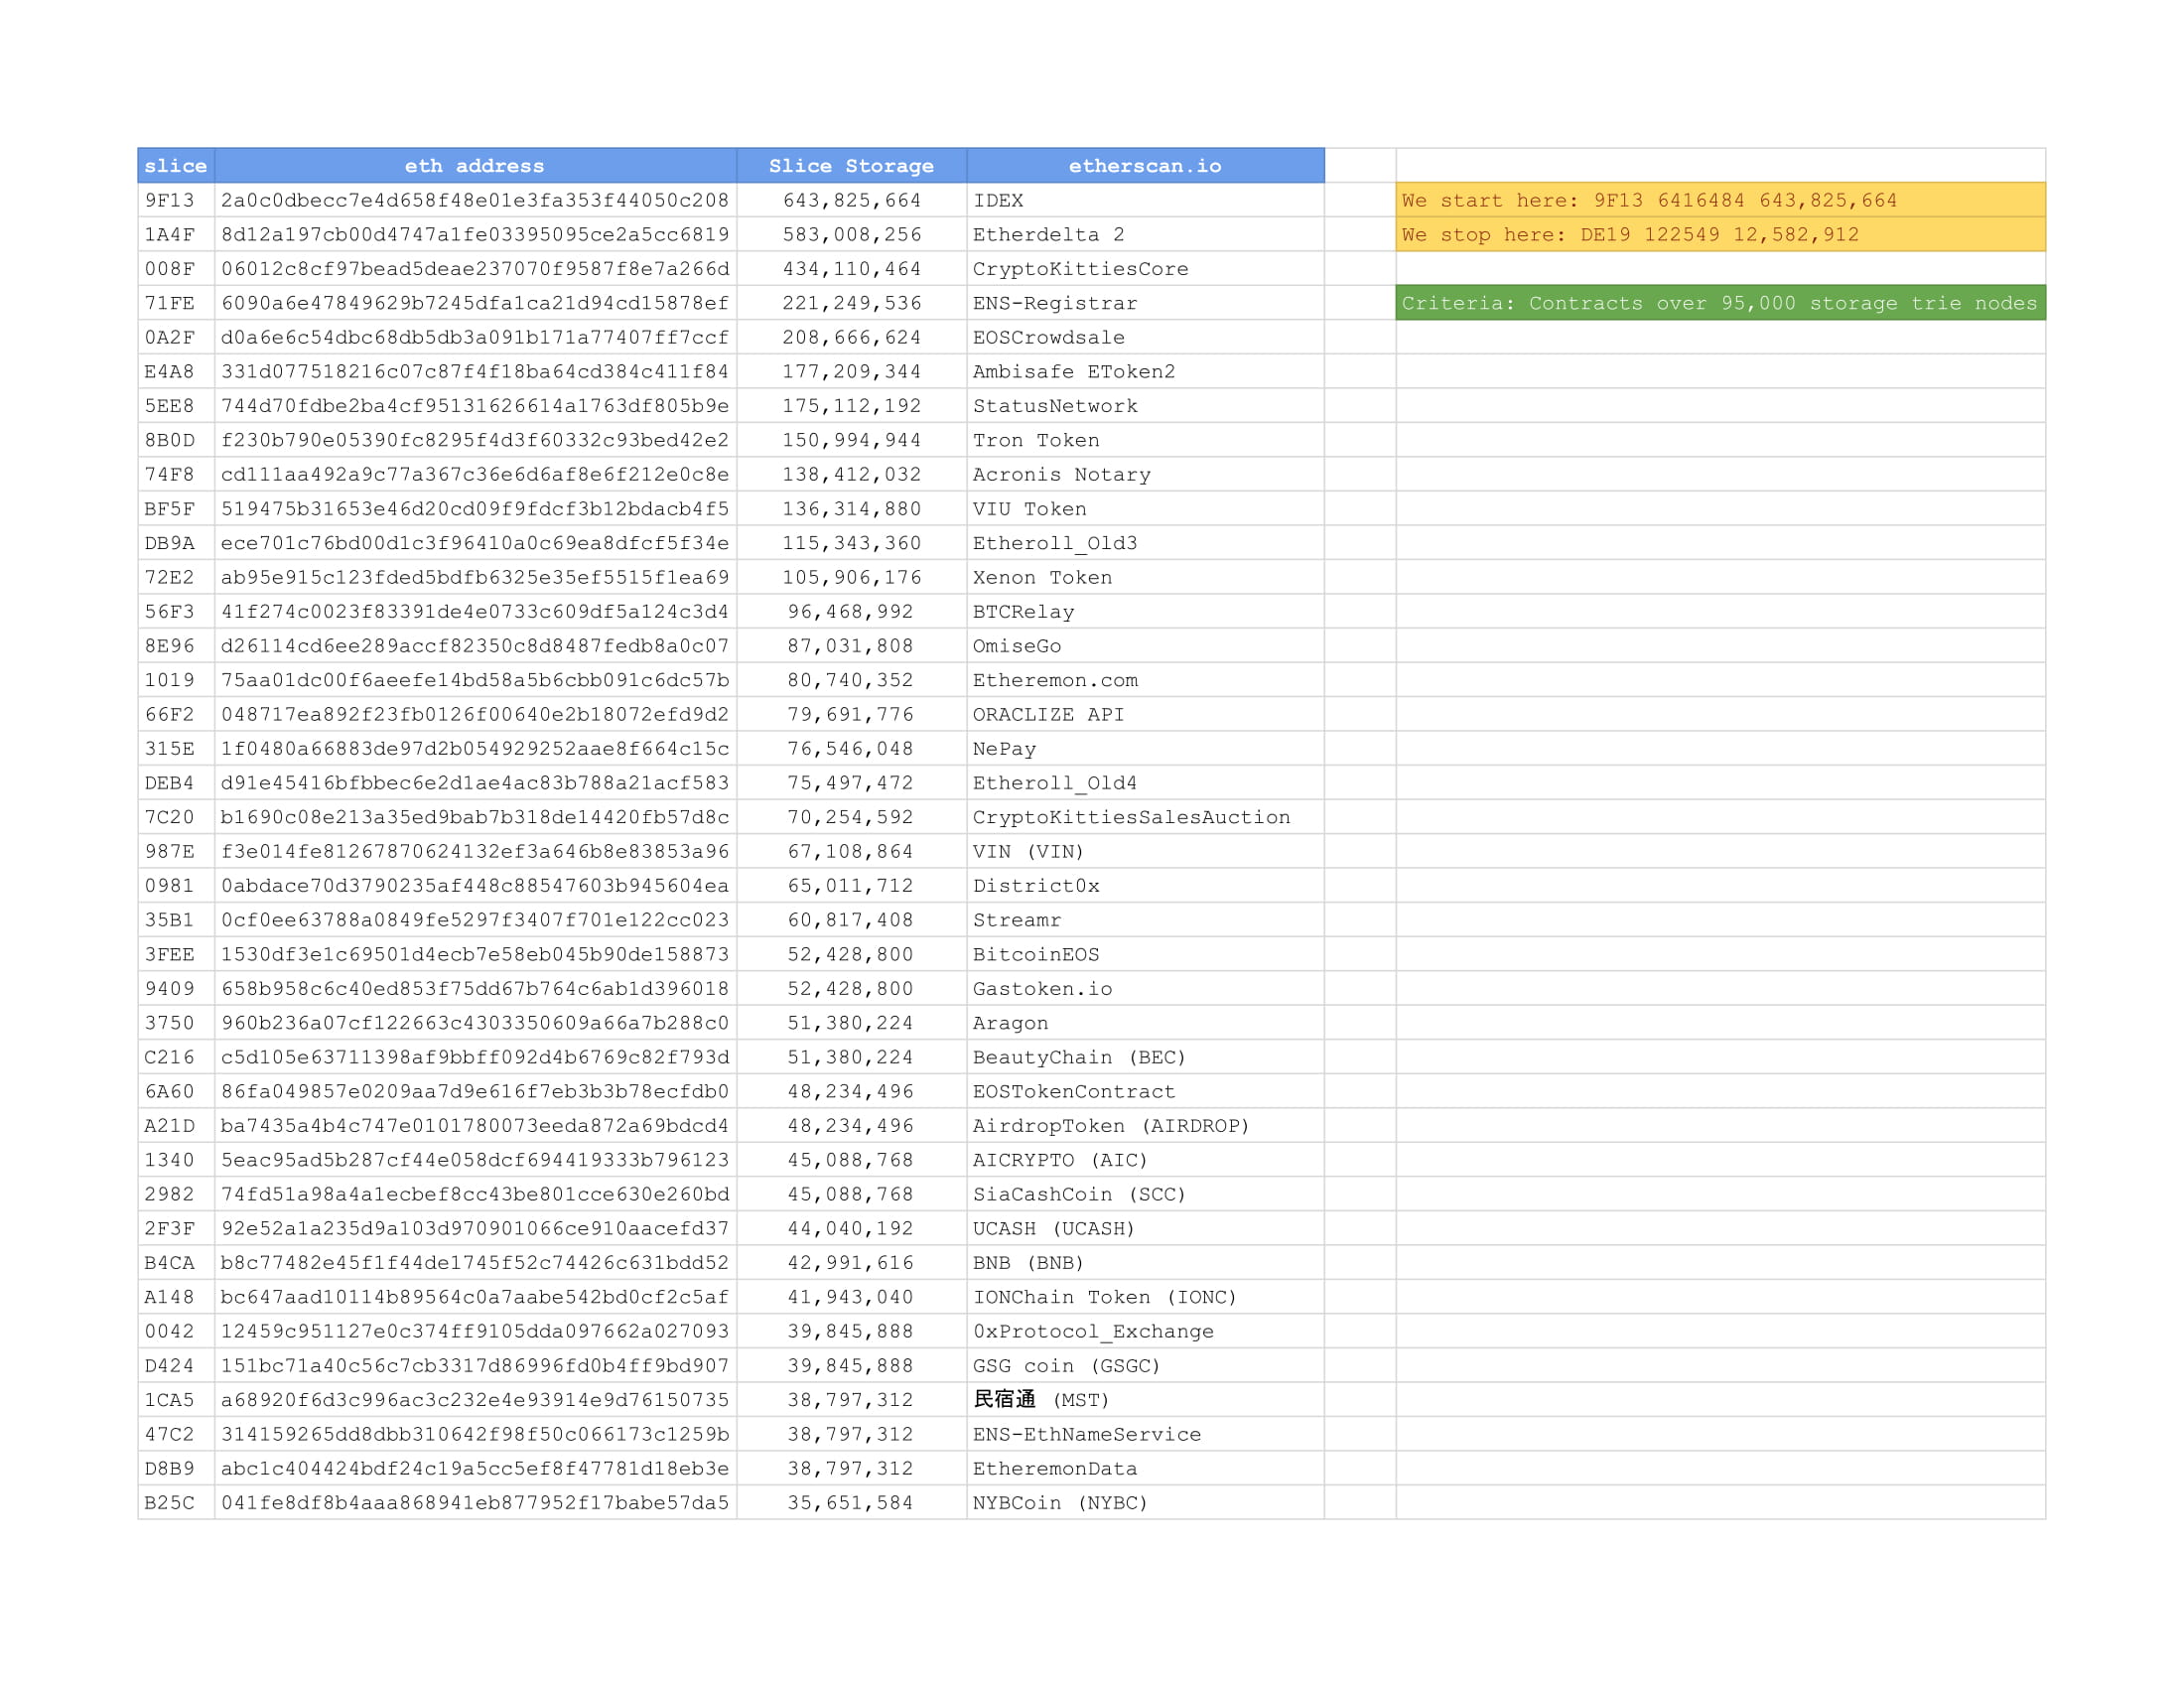 slice eth address Slice Storage etherscan.io
9F13 2a0c0dbecc7e4d658f48e01e3fa353f44050c208 643,825,664 IDEX We start here: 9F13 6416484 643,825,664
1A4F 8d12a197cb00d4747a1fe03395095ce2a5cc6819 583,008,256 Etherdelta 2 We stop here: DE19 122549 12,582,912
008F 06012c8cf97bead5deae237070f9587f8e7a266d 434,110,464 CryptoKittiesCore
71FE 6090a6e47849629b7245dfa1ca21d94cd15878ef 221,249,536 ENS-Registrar Criteria: Contracts over 95,000 storage trie nodes
0A2F d0a6e6c54dbc68db5db3a091b171a77407ff7ccf 208,666,624 EOSCrowdsale
E4A8 331d077518216c07c87f4f18ba64cd384c411f84 177,209,344 Ambisafe EToken2
5EE8 744d70fdbe2ba4cf95131626614a1763df805b9e 175,112,192 StatusNetwork
8B0D f230b790e05390fc8295f4d3f60332c93bed42e2 150,994,944 Tron Token
74F8 cd111aa492a9c77a367c36e6d6af8e6f212e0c8e 138,412,032 Acronis Notary
BF5F 519475b31653e46d20cd09f9fdcf3b12bdacb4f5 136,314,880 VIU Token
DB9A ece701c76bd00d1c3f96410a0c69ea8dfcf5f34e 115,343,360 Etheroll_Old3
72E2 ab95e915c123fded5bdfb6325e35ef5515f1ea69 105,906,176 Xenon Token
56F3 41f274c0023f83391de4e0733c609df5a124c3d4 96,468,992 BTCRelay
8E96 d26114cd6ee289accf82350c8d8487fedb8a0c07 87,031,808 OmiseGo
1019 75aa01dc00f6aeefe14bd58a5b6cbb091c6dc57b 80,740,352 Etheremon.com
66F2 048717ea892f23fb0126f00640e2b18072efd9d2 79,691,776 ORACLIZE API
315E 1f0480a66883de97d2b054929252aae8f664c15c 76,546,048 NePay
DEB4 d91e45416bfbbec6e2d1ae4ac83b788a21acf583 75,497,472 Etheroll_Old4
7C20 b1690c08e213a35ed9bab7b318de14420fb57d8c 70,254,592 CryptoKittiesSalesAuction
987E f3e014fe81267870624132ef3a646b8e83853a96 67,108,864 VIN (VIN)
0981 0abdace70d3790235af448c88547603b945604ea 65,011,712 District0x
35B1 0cf0ee63788a0849fe5297f3407f701e122cc023 60,817,408 Streamr
3FEE 1530df3e1c69501d4ecb7e58eb045b90de158873 52,428,800 BitcoinEOS
9409 658b958c6c40ed853f75dd67b764c6ab1d396018 52,428,800 Gastoken.io
3750 960b236a07cf122663c4303350609a66a7b288c0 51,380,224 Aragon
C216 c5d105e63711398af9bbff092d4b6769c82f793d 51,380,224 BeautyChain (BEC)
6A60 86fa049857e0209aa7d9e616f7eb3b3b78ecfdb0 48,234,496 EOSTokenContract
A21D ba7435a4b4c747e0101780073eeda872a69bdcd4 48,234,496 AirdropToken (AIRDROP)
1340 5eac95ad5b287cf44e058dcf694419333b796123 45,088,768 AICRYPTO (AIC)
2982 74fd51a98a4a1ecbef8cc43be801cce630e260bd 45,088,768 SiaCashCoin (SCC)
2F3F 92e52a1a235d9a103d970901066ce910aacefd37 44,040,192 UCASH (UCASH)
B4CA b8c77482e45f1f44de1745f52c74426c631bdd52 42,991,616 BNB (BNB)
A148 bc647aad10114b89564c0a7aabe542bd0cf2c5af 41,943,040 IONChain Token (IONC)
0042 12459c951127e0c374ff9105dda097662a027093 39,845,888 0xProtocol_Exchange
D424 151bc71a40c56c7cb3317d86996fd0b4ff9bd907 39,845,888 GSG coin (GSGC)
1CA5 a68920f6d3c996ac3c232e4e93914e9d76150735 38,797,312 民宿通 (MST)
47C2 314159265dd8dbb310642f98f50c066173c1259b 38,797,312 ENS-EthNameService
D8B9 abc1c404424bdf24c19a5cc5ef8f47781d18eb3e 38,797,312 EtheremonData
B25C 041fe8df8b4aaa868941eb877952f17babe57da5 35,651,584 NYBCoin (NYBC)